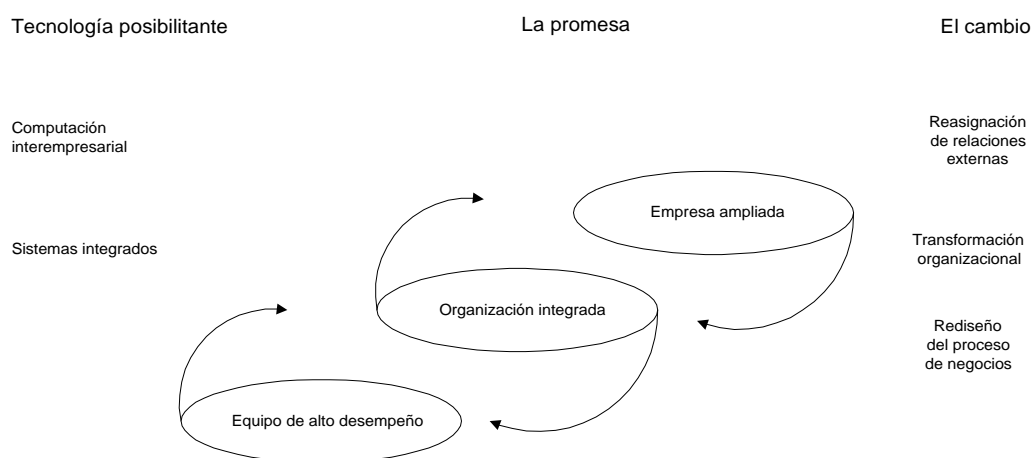 Tecnología posibilitante
La promesa
El cambio
Computación
interempresarial
Reasignación
de relaciones
externas
Empresa ampliada
Sistemas integrados
Transformación
organizacional
Organización integrada
Rediseño
del proceso
de negocios
Equipo de alto desempeño